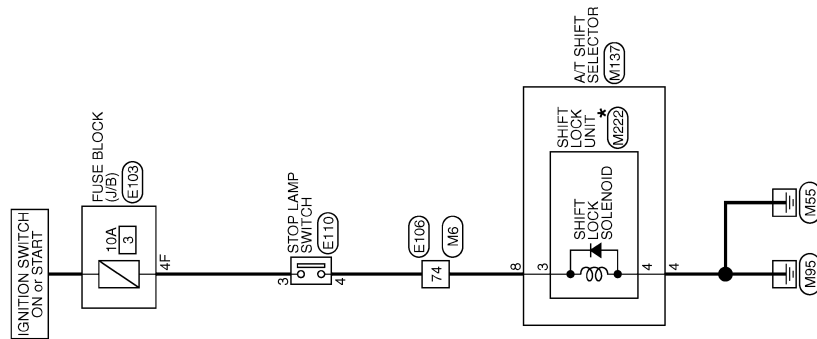 IGNITION SWITCH
ON or START
FUSE BLOCK
(J/B)
E103
10A
3
4F
STOP LAMP
SWITCH
E110
3
4
E106
M6
74
A/T SHIFT
SELECTOR
M137
SHIFT
LOCK
UNIT
*
M222
SHIFT
LOCK
SOLENOID
8
3
4
4
M95
M55